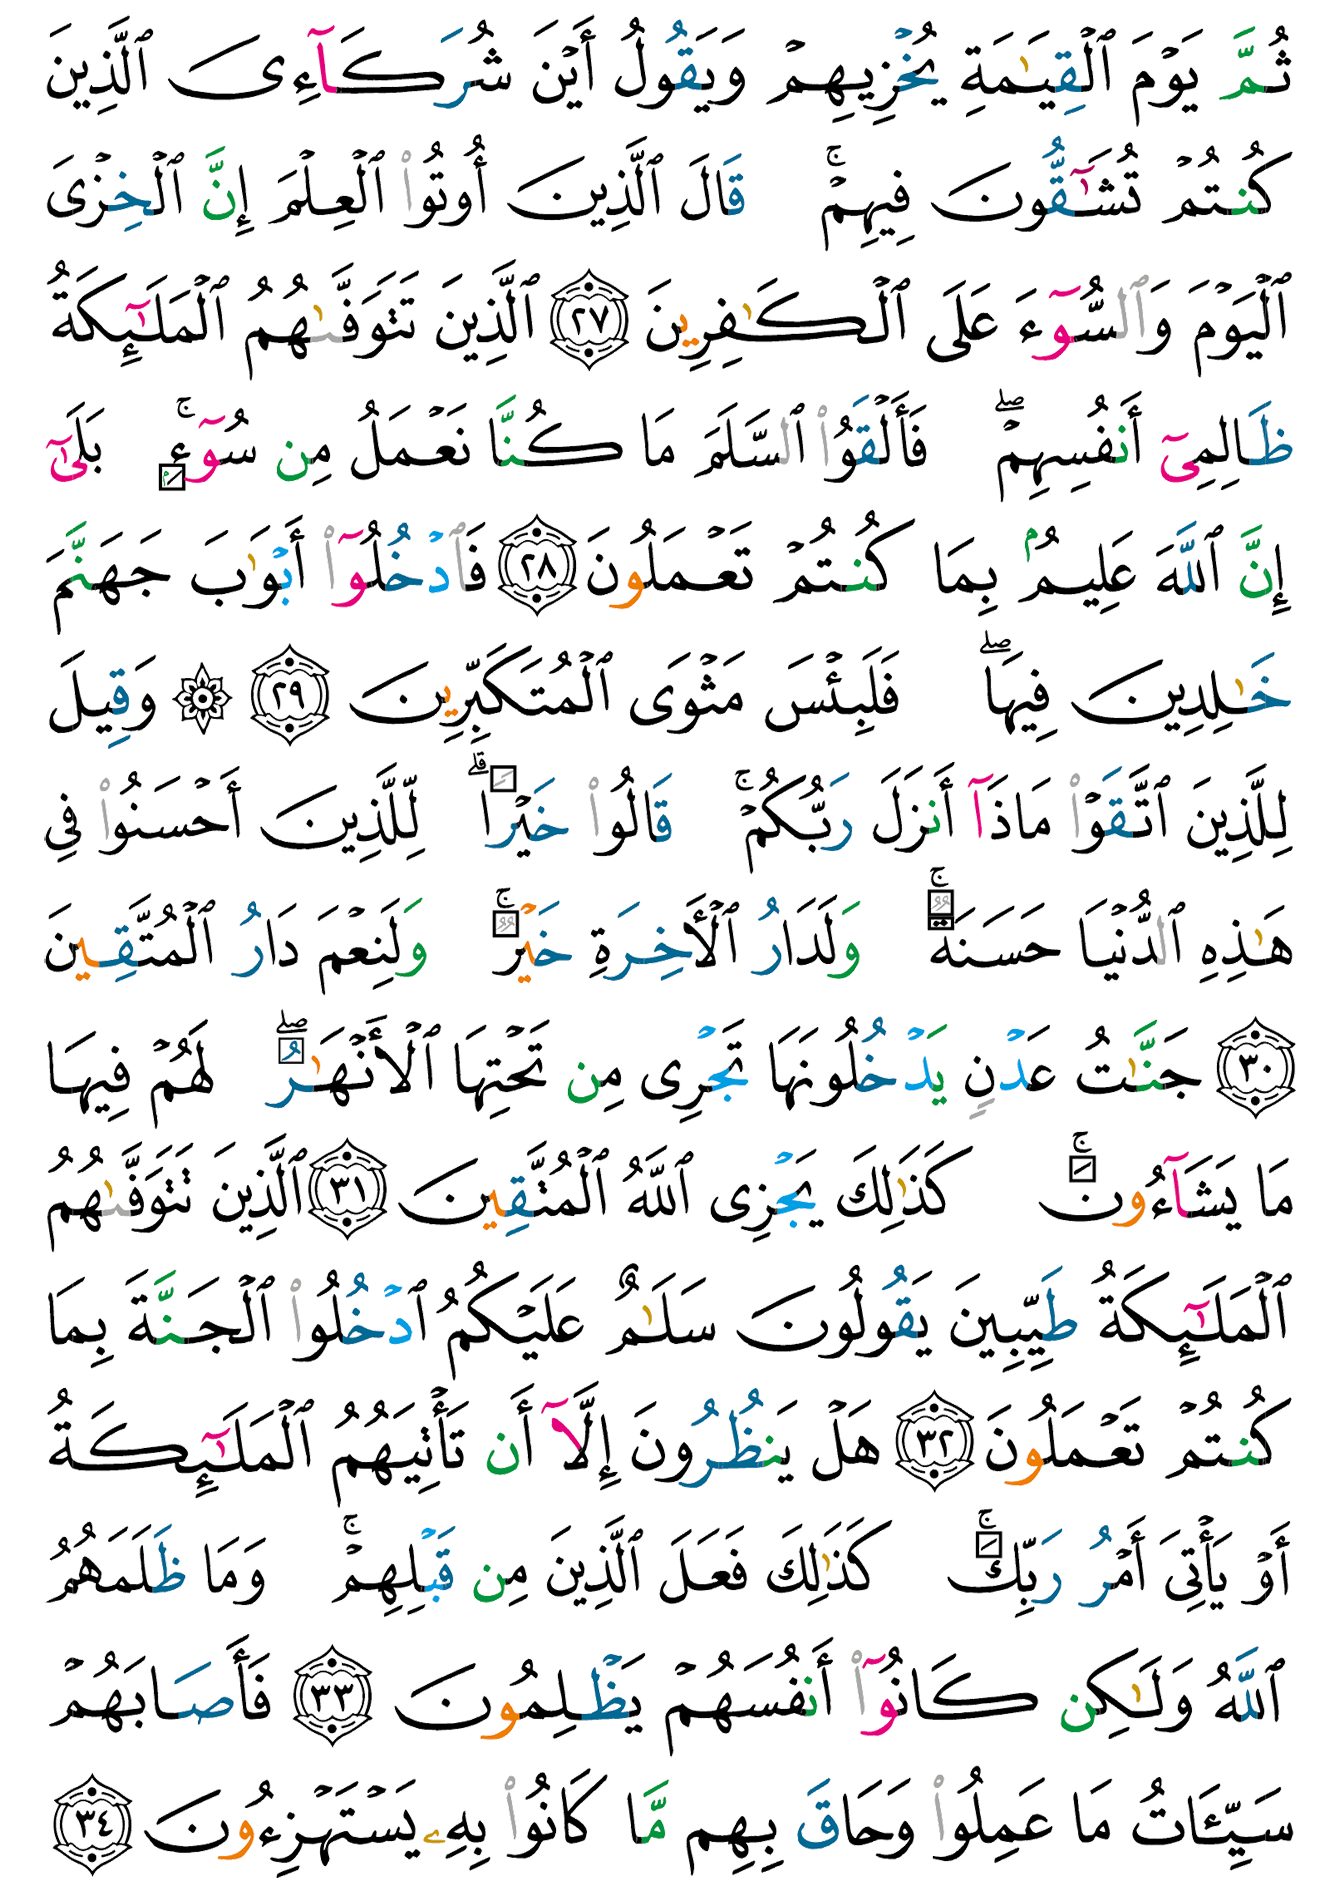 ثُمَّ يَوْمَ ٱلْقِيَـٰمَةِ يُخْزِيهِمْ وَيَقُولُ أَيْنَ شُرَكَآءِىَ ٱلَّذِينَ
كُنتُمْ تُشَـٰٓقُّونَ فِيهِمْ ۚ قَالَ ٱلَّذِينَ أُوتُوا۟ ٱلْعِلْمَ إِنَّ ٱلْخِزْىَ
ٱلْيَوْمَ وَٱلسُّوٓءَ عَلَى ٱلْكَـٰفِرِينَ ٢٧ ٱلَّذِينَ تَتَوَفَّىٰهُمُ ٱلْمَلَـٰٓئِكَةُ
ظَالِمِىٓ أَنفُسِهِمْ ۖ فَأَلْقَوُا۟ ٱلسَّلَمَ مَا كُنَّا نَعْمَلُ مِن سُوٓءٍۭ ۚ بَلَىٰٓ
إِنَّ ٱللَّهَ عَلِيمٌۢ بِمَا كُنتُمْ تَعْمَلُونَ ٢٨ فَٱدْخُلُوٓا۟ أَبْوَٰبَ جَهَنَّمَ
خَـٰلِدِينَ فِيهَا ۖ فَلَبِئْسَ مَثْوَى ٱلْمُتَكَبِّرِينَ ٢٩ ۞ وَقِيلَ
لِلَّذِينَ ٱتَّقَوْا۟ مَاذَآ أَنزَلَ رَبُّكُمْ ۚ قَالُوا۟ خَيْرًا ۗ لِّلَّذِينَ أَحْسَنُوا۟ فِى
هَـٰذِهِ ٱلدُّنْيَا حَسَنَةٌ ۚ وَلَدَارُ ٱلْـَٔاخِرَةِ خَيْرٌ ۚ وَلَنِعْمَ دَارُ ٱلْمُتَّقِينَ
٣٠ جَنَّـٰتُ عَدْنٍ يَدْخُلُونَهَا تَجْرِى مِن تَحْتِهَا ٱلْأَنْهَـٰرُ ۖ لَهُمْ فِيهَا
مَا يَشَآءُونَ ۚ كَذَٰلِكَ يَجْزِى ٱللَّهُ ٱلْمُتَّقِينَ ٣١ ٱلَّذِينَ تَتَوَفَّىٰهُمُ
ٱلْمَلَـٰٓئِكَةُ طَيِّبِينَ يَقُولُونَ سَلَـٰمٌ عَلَيْكُمُ ٱدْخُلُوا۟ ٱلْجَنَّةَ بِمَا
كُنتُمْ تَعْمَلُونَ ٣٢ هَلْ يَنظُرُونَ إِلَّآ أَن تَأْتِيَهُمُ ٱلْمَلَـٰٓئِكَةُ
أَوْ يَأْتِىَ أَمْرُ رَبِّكَ ۚ كَذَٰلِكَ فَعَلَ ٱلَّذِينَ مِن قَبْلِهِمْ ۚ وَمَا ظَلَمَهُمُ
ٱللَّهُ وَلَـٰكِن كَانُوٓا۟ أَنفُسَهُمْ يَظْلِمُونَ ٣٣ فَأَصَابَهُمْ
سَيِّـَٔاتُ مَا عَمِلُوا۟ وَحَاقَ بِهِم مَّا كَانُوا۟ بِهِۦ يَسْتَهْزِءُونَ ٣٤